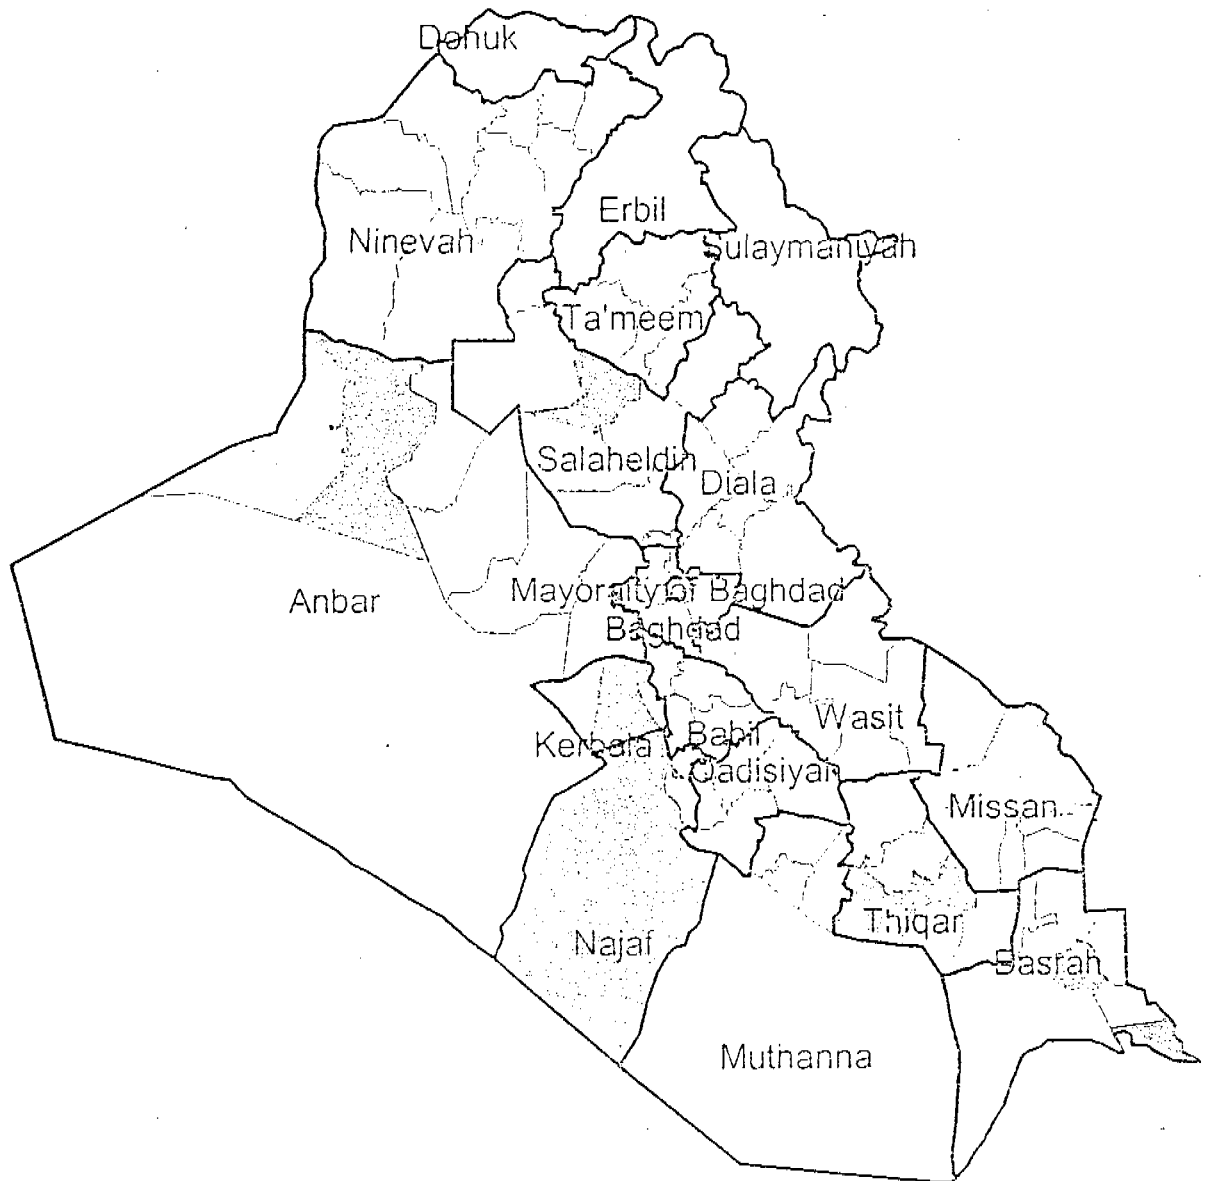 Dohuk
Erbil
Ninevah
Sulaymaniyah
Ta'meem
Salaheldin
Diala
Mayorality of Baghdad
Anbar
Baghdad
Wasit
Babil
Kerbala
Qadisiyah
Missan
Thiqar
Najaf
Basrah
Muthanna